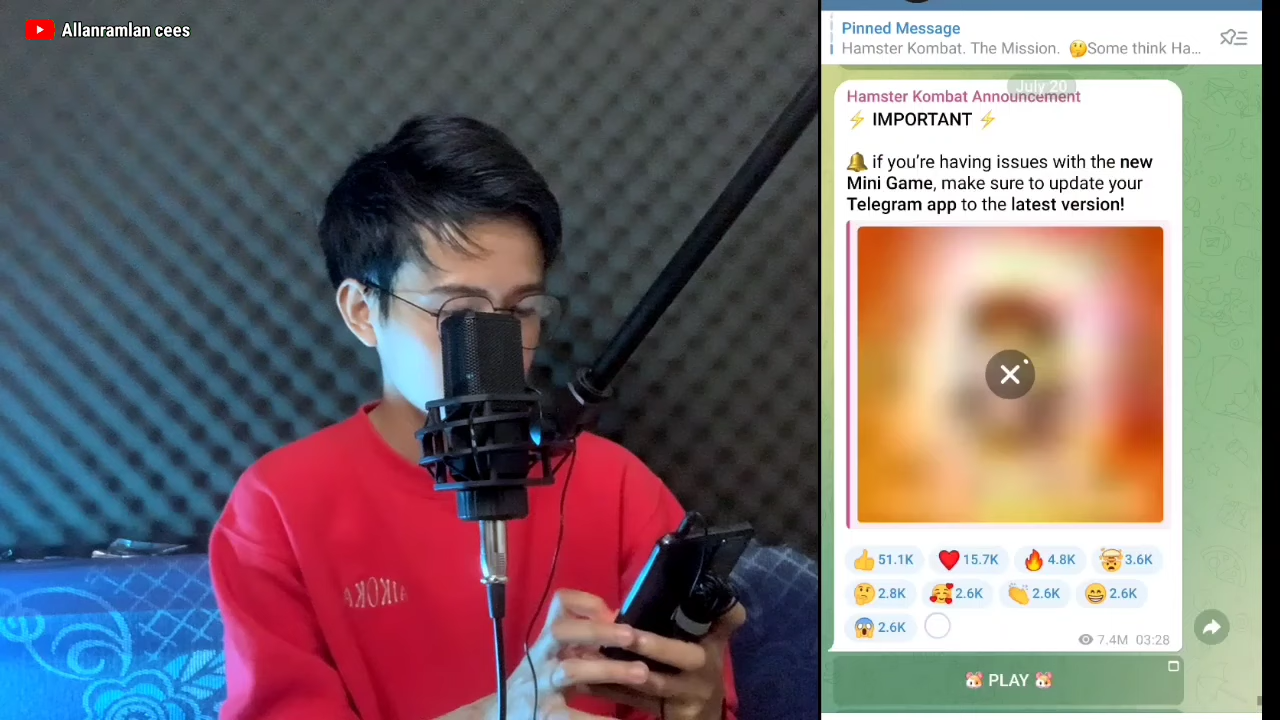 Allanramlan cees
Pinned Message
Hamster Kombat. The Mission. 🤔Some think Ha...
July 20
Hamster Kombat Announcement
⚡ IMPORTANT ⚡
🔔 if you're having issues with the new
Mini Game, make sure to update your
Telegram app to the latest version!
👍 51.1K ❤️ 15.7K 🔥 4.8K 🤯 3.6K
🤔 2.8K 🥰 2.6K 👏 2.6K 😁 2.6K
😱 2.6K
7.4M 03:28
🐹 PLAY 🐹